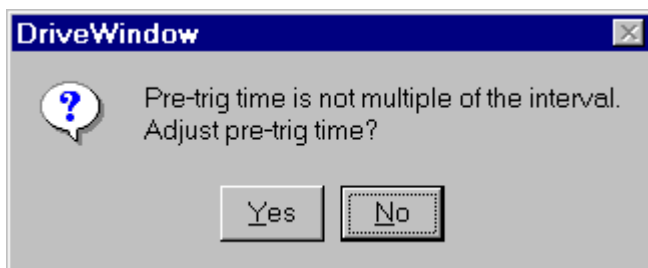 DriveWindow
Pre-trig time is not multiple of the interval.
Adjust pre-trig time?
Yes
No